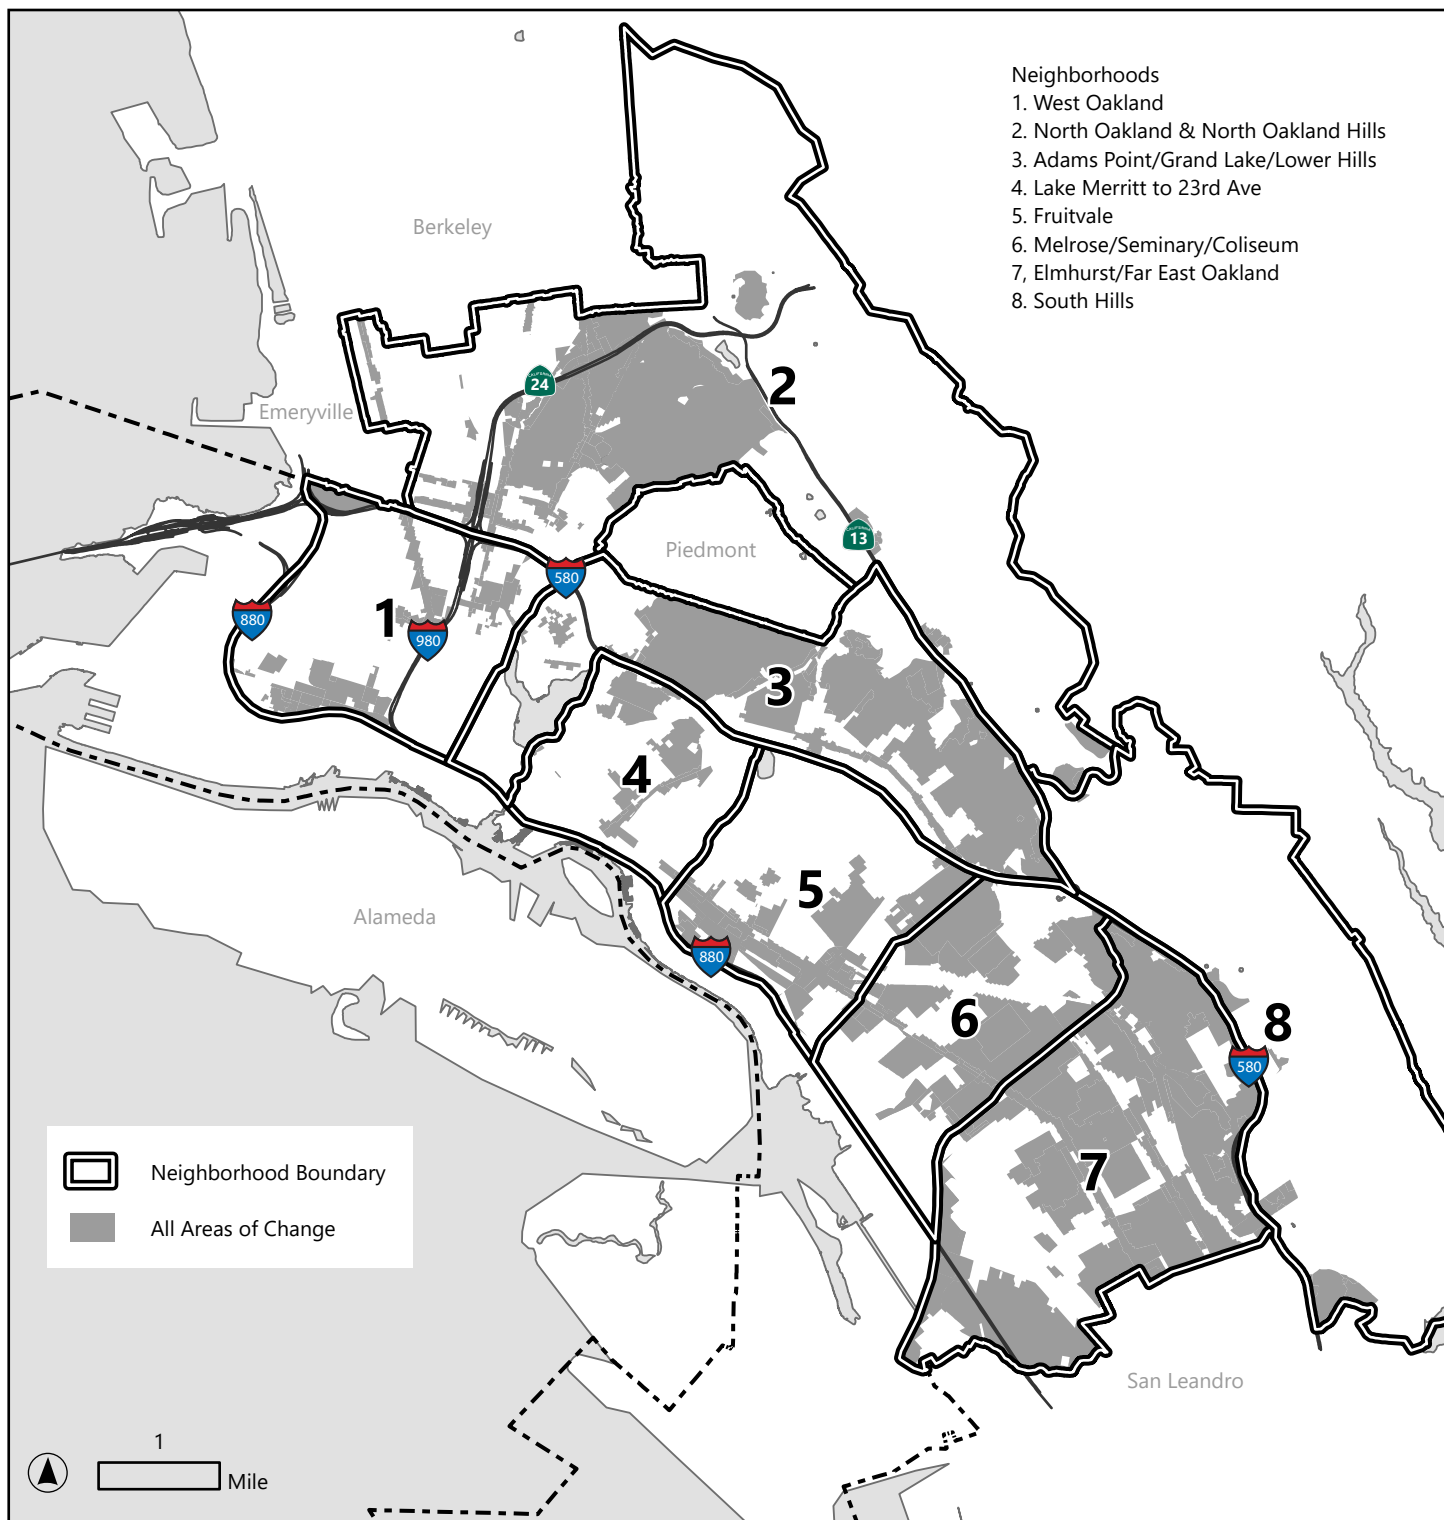 Neighborhoods
1. West Oakland
2. North Oakland & North Oakland Hills
3. Adams Point/Grand Lake/Lower Hills
4. Lake Merritt to 23rd Ave
5. Fruitvale
6. Melrose/Seminary/Coliseum
7, Elmhurst/Far East Oakland
8. South Hills
Berkeley
CALIFORNIA
24
2
Emeryville
CALIFORNIA
13
Piedmont
580
880
1
980
3
4
5
Alameda
880
6
8
580
7
Neighborhood Boundary
All Areas of Change
San Leandro
1
Mile